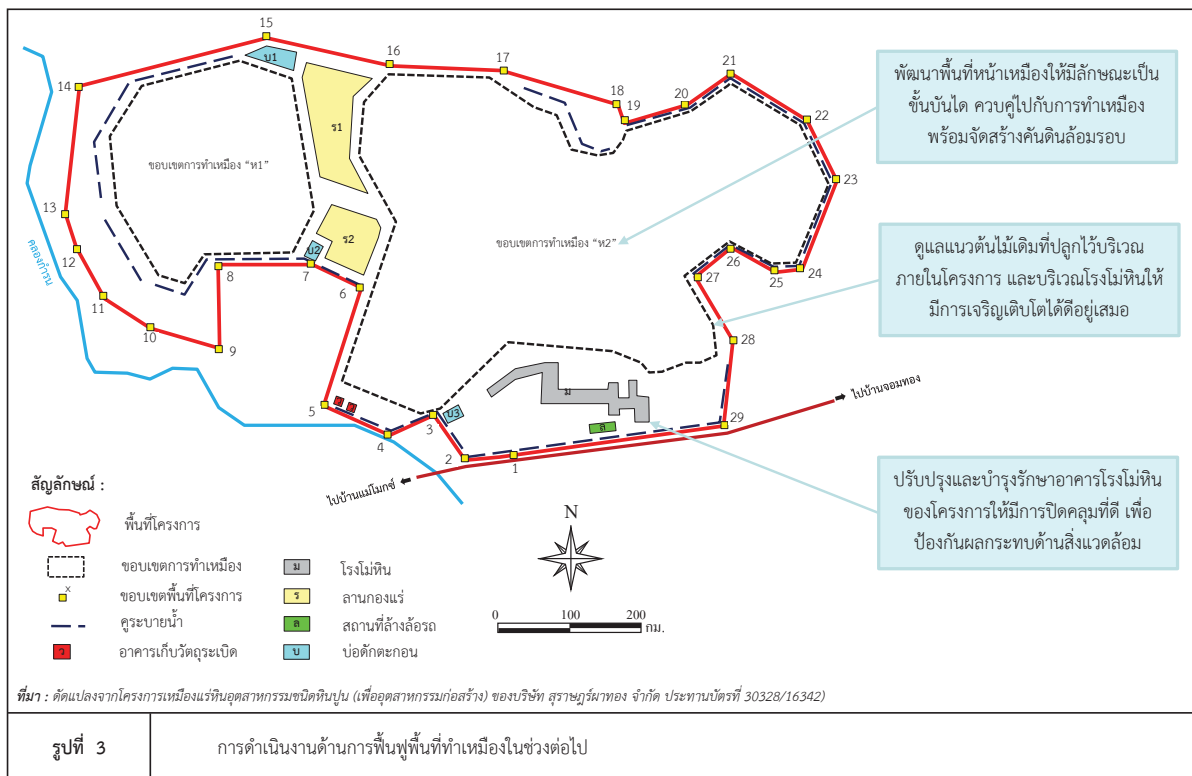 15
16
17
14
บ1
ร1
18
19
20
21
22
23
ขอบเขตการทำเหมือง "ห1"
13
ร2
บ2
ขอบเขตการทำเหมือง "ห2"
12
คลองกำรน
8
7
6
26
27
25
24
11
10
9
28
5
ว
ว
4
3
บ3
ม
ล
2
1
29
ไปบ้านจอมทอง
ไปบ้านแม่โมกข์
พัฒนาพื้นที่หน้าเหมืองให้มีลักษณะเป็น
ขั้นบันได ควบคู่ไปกับการทำเหมือง
พร้อมจัดสร้างคันดินล้อมรอบ
ดูแลแนวต้นไม้เดิมที่ปลูกไว้บริเวณ
ภายในโครงการ และบริเวณโรงโม่หินให้
มีการเจริญเติบโตได้ดีอยู่เสมอ
ปรับปรุงและบำรุงรักษาอาคารโรงโม่หิน
ของโครงการให้มีการปิดคลุมที่ดี เพื่อ
ป้องกันผลกระทบด้านสิ่งแวดล้อม
สัญลักษณ์ :
พื้นที่โครงการ
ขอบเขตการทำเหมือง
x
ขอบเขตพื้นที่โครงการ
คูระบายน้ำ
ว อาคารเก็บวัตถุระเบิด
ม โรงโม่หิน
ร ลานกองแร่
ล สถานที่ล้างล้อรถ
บ บ่อดักตะกอน
N
0 100 200
กม.
ที่มา : ดัดแปลงจากโครงการเหมืองแร่หินอุตสาหกรรมชนิดหินปูน (เพื่ออุตสาหกรรมก่อสร้าง) ของบริษัท สุราษฎร์ผาทอง จำกัด ประทานบัตรที่ 30328/16342)
รูปที่ 3 การดำเนินงานด้านการฟื้นฟูพื้นที่ทำเหมืองในช่วงต่อไป